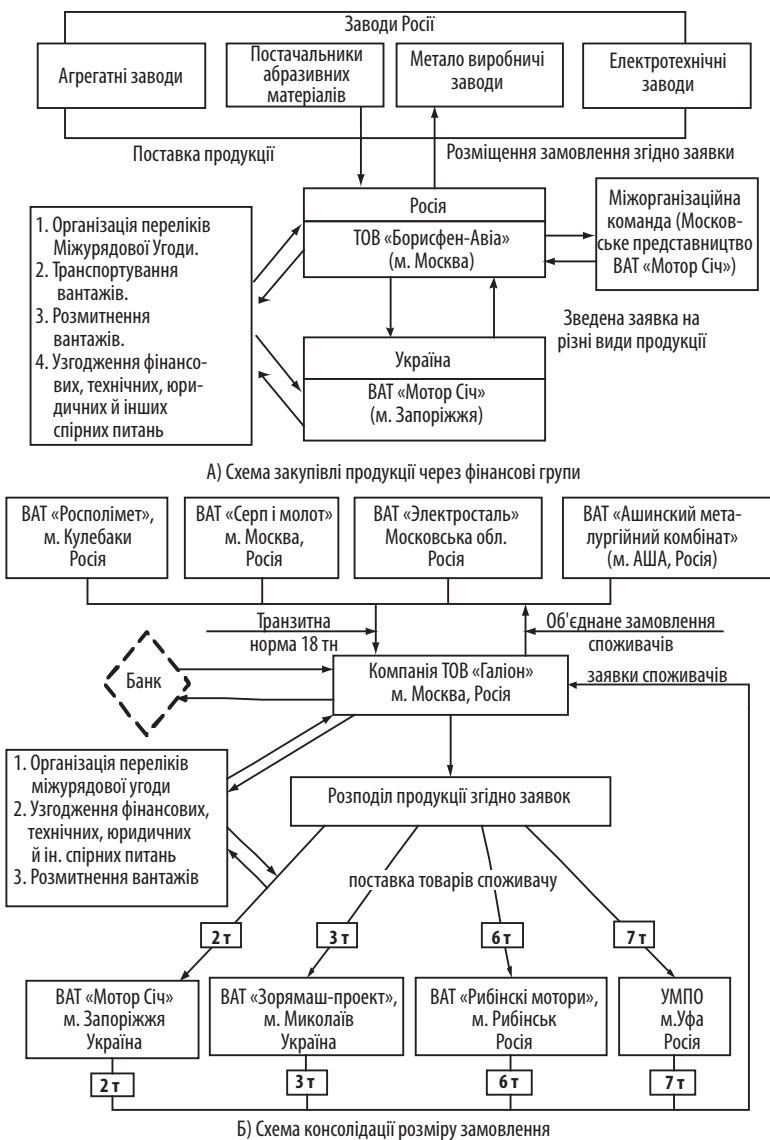 Заводи Росії
Агрегатні заводи
Постачальники
абразивних
матеріалів
Метало виробничі
заводи
Електротехнічні
заводи
Поставка продукції
Розміщення замовлення згідно заявки
1. Організація переліків
Міжурядової Угоди.
2. Транспортування
вантажів.
3. Розмитнення
вантажів.
4. Узгодження фінансо-
вих, технічних, юри-
дичних й інших
спірних питань
Росія
ТОВ «Борисфен-Авіа»
(м. Москва)
Міжорганізаційна
команда (Москов-
ське представництво
ВАТ «Мотор Січ»)
Зведена заявка на
різні види продукції
Україна
ВАТ «Мотор Січ»
(м. Запоріжжя)
А) Схема закупівлі продукції через фінансові групи
ВАТ «Росполімет»,
м. Кулебаки
Росія
ВАТ «Серп і молот»
м. Москва,
Росія
ВАТ «Электросталь»
Московська обл.
Росія
ВАТ «Ашинский мета-
лургійний комбінат»
(м. АША, Росія)
Транзитна
норма 18 тн
Об'єднане замовлення
споживачів
Банк
Компанія ТОВ «Галіон»
м. Москва, Росія
заявки споживачів
1. Організація переліків
міжурядової угоди
2. Узгодження фінансових,
технічних, юридичних
й ін. спірних питань
3. Розмитнення вантажів
Розподіл продукції згідно заявок
поставка товарів споживачу
2 т
3 т
6 т
7 т
ВАТ «Мотор Січ»
м. Запоріжжя
Україна
ВАТ «Зорямаш-проект»,
м. Миколаїв
Україна
ВАТ «Рибінскі мотори»,
м. Рибінськ
Росія
УМПО
м.Уфа
Росія
2 т
3 т
6 т
7 т
Б) Схема консолідації розміру замовлення